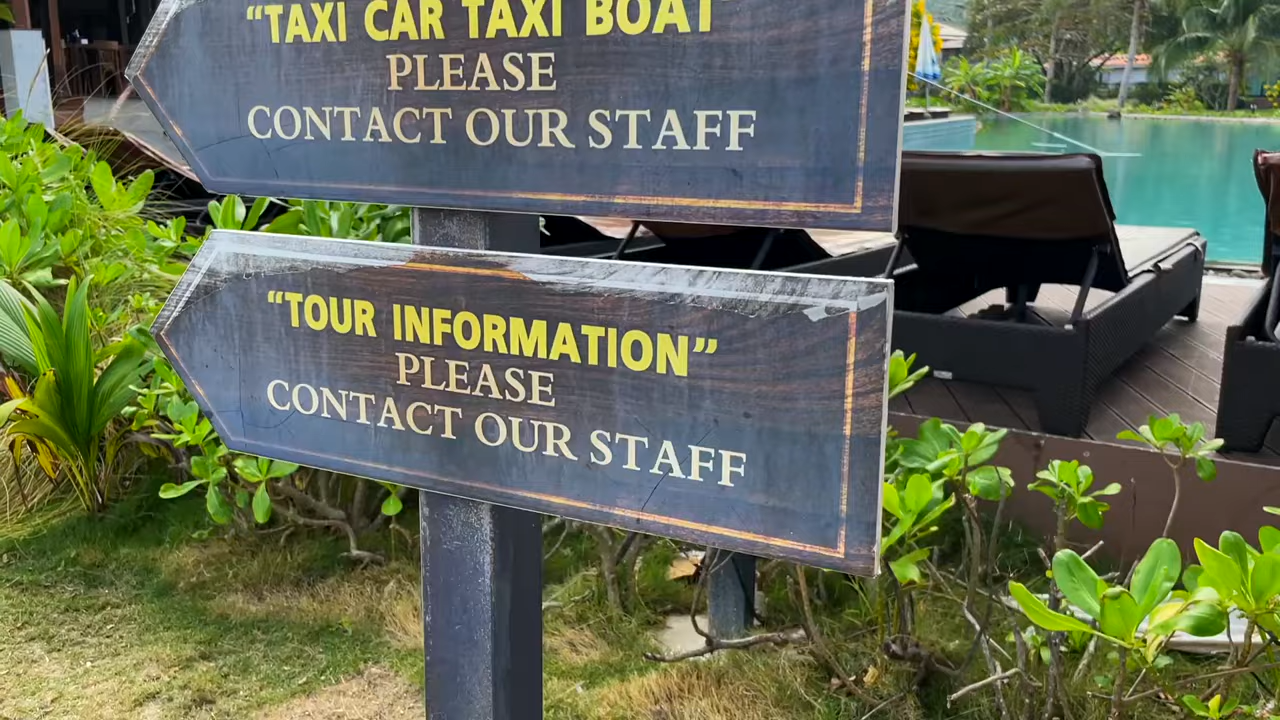 “TAXI CAR TAXI BOAT
PLEASE
CONTACT OUR STAFF
“TOUR INFORMATION”
PLEASE
CONTACT OUR STAFF